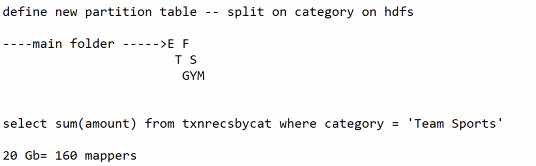 define new partition table -- split on category on hdfs
----main folder ----->E F
T S
GYM
select sum(amount) from txnrecsbycat where category = 'Team Sports'
20 Gb= 160 mappers